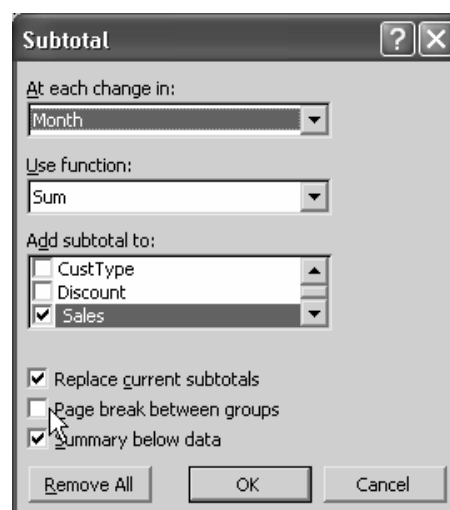 Subtotal
At each change in:
Month
Use function:
Sum
Add subtotal to:
CustType
Discount
Sales
Replace current subtotals
Page break between groups
Summary below data
Remove All OK Cancel